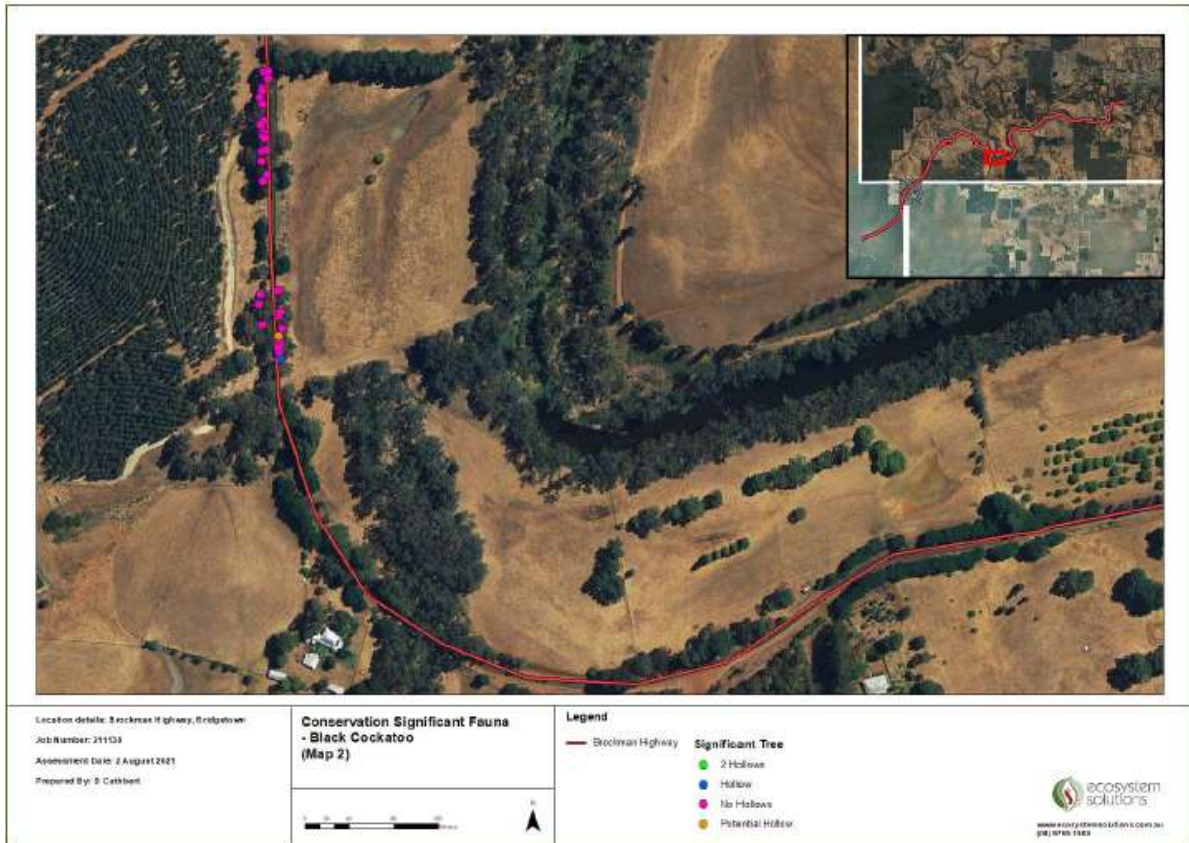 Location details: Brockman Highway, Bridgetown
Job Number: 211138
Assessment Date: 2 August 2021
Prepared By: D Cuthbert
Conservation Significant Fauna
- Black Cockatoo
(Map 2)
N
Legend
Brockman Highway
Significant Tree
2 Hollows
Hollow
No Hollows
Potential Hollow
ecosystem
solutions
www.ecosystemsolutions.com.au